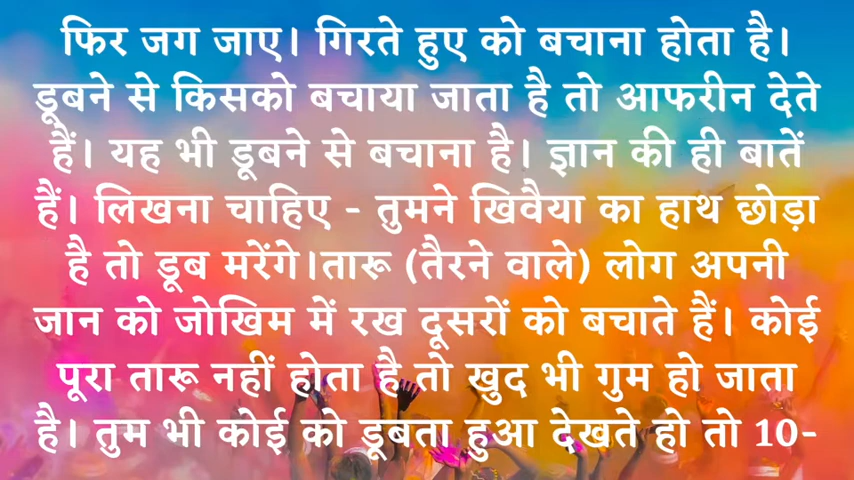 फिर जग जाए। गिरते हुए को बचाना होता है।
डूबने से किसको बचाया जाता है तो आफरीन देते
हैं। यह भी डूबने से बचाना है। ज्ञान की ही बातें
हैं। लिखना चाहिए - तुमने खिवैया का हाथ छोड़ा
है तो डूब मरेंगे।तारू (तैरने वाले) लोग अपनी
जान को जोखिम में रख दूसरों को बचाते हैं। कोई
पूरा तारू नहीं होता है तो खुद भी गुम हो जाता
है। तुम भी कोई को डूबता हुआ देखते हो तो 10-